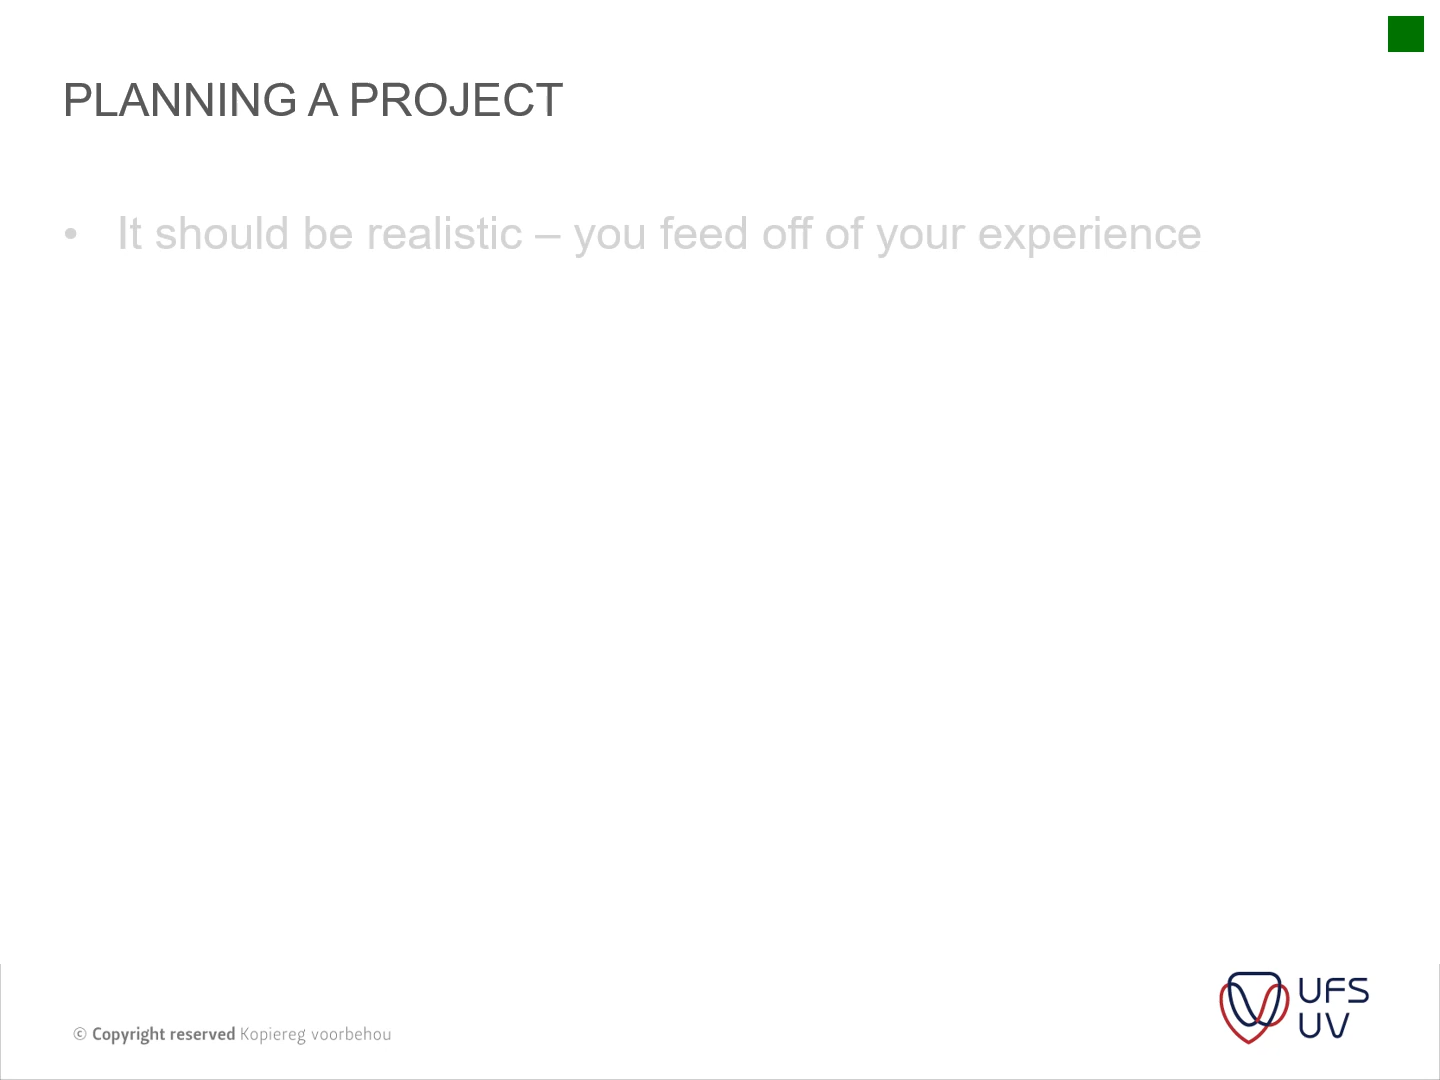 PLANNING A PROJECT
• It should be realistic – you feed off of your experience
© Copyright reserved Kopiereg voorbehou
UFS
UV